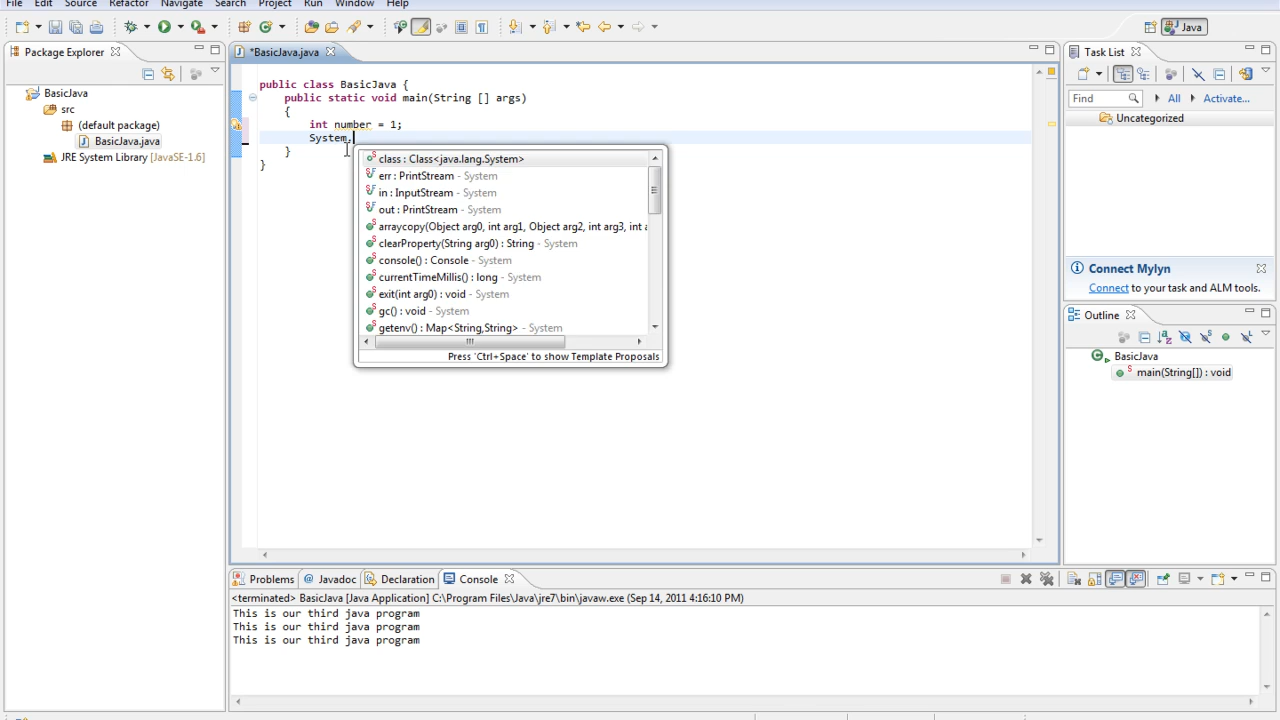 File Edit Source Refactor Navigate Search Project Run Window Help
Java
Package Explorer
BasicJava
src
(default package)
BasicJava.java
JRE System Library [JavaSE-1.6]
*BasicJava.java
public class BasicJava {
public static void main(String [] args)
{
int number = 1;
System.
}
}
class : Class<java.lang.System>
err : PrintStream - System
in : InputStream - System
out : PrintStream - System
arraycopy(Object arg0, int arg1, Object arg2, int arg3, int a
clearProperty(String arg0) : String - System
console() : Console - System
currentTimeMillis() : long - System
exit(int arg0) : void - System
gc() : void - System
getenv() : Map<String,String> - System
Press 'Ctrl+Space' to show Template Proposals
Task List
Find All Activate...
Uncategorized
Connect Mylyn
Connect to your task and ALM tools.
Outline
BasicJava
main(String[]) : void
Problems Javadoc Declaration Console
<terminated> BasicJava [Java Application] C:\Program Files\Java\jre7\bin\javaw.exe (Sep 14, 2011 4:16:10 PM)
This is our third java program
This is our third java program
This is our third java program